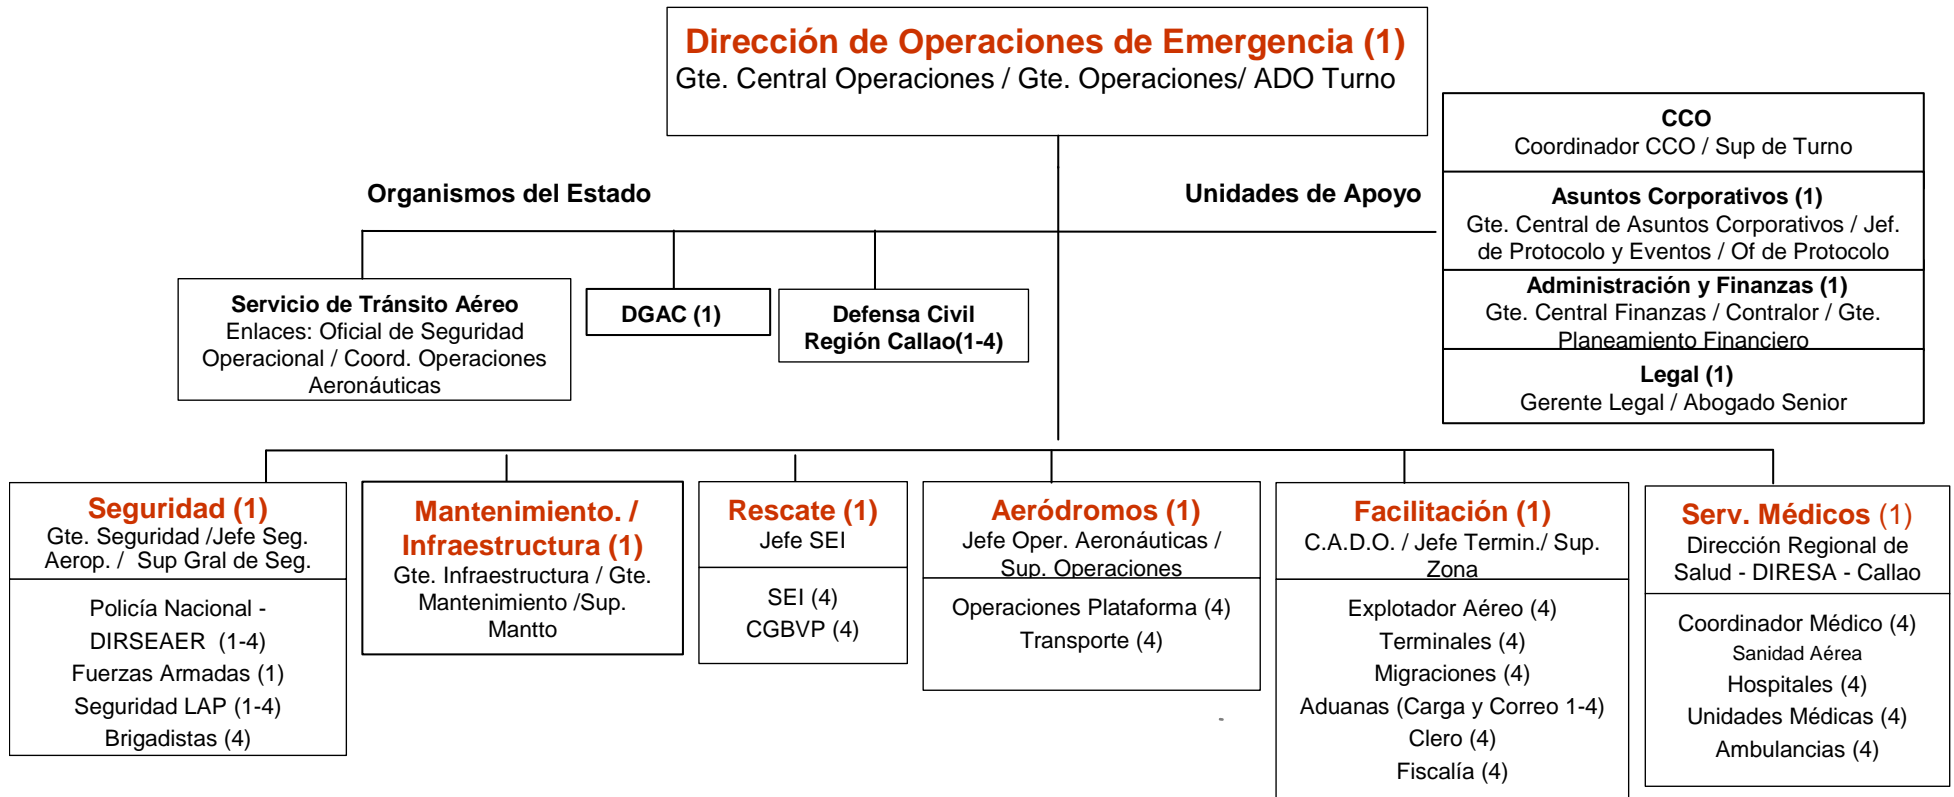 Dirección de Operaciones de Emergencia (1)
Gte. Central Operaciones / Gte. Operaciones/ ADO Turno
CCO
Coordinador CCO / Sup de Turno
Organismos del Estado
Unidades de Apoyo
Asuntos Corporativos (1)
Gte. Central de Asuntos Corporativos / Jef.
de Protocolo y Eventos / Of de Protocolo
Administración y Finanzas (1)
Gte. Central Finanzas / Contralor / Gte.
Planeamiento Financiero
Legal (1)
Gerente Legal / Abogado Senior
Servicio de Tránsito Aéreo
Enlaces: Oficial de Seguridad
Operacional / Coord. Operaciones
Aeronáuticas
DGAC (1)
Defensa Civil
Región Callao(1-4)
Seguridad (1)
Gte. Seguridad /Jefe Seg.
Aerop. / Sup Gral de Seg.
Policía Nacional -
DIRSEAER (1-4)
Fuerzas Armadas (1)
Seguridad LAP (1-4)
Brigadistas (4)
Mantenimiento. /
Infraestructura (1)
Gte. Infraestructura / Gte.
Mantenimiento /Sup.
Mantto
Rescate (1)
Jefe SEI
SEI (4)
CGBVP (4)
Aeródromos (1)
Jefe Oper. Aeronáuticas /
Sup. Operaciones
Operaciones Plataforma (4)
Transporte (4)
Facilitación (1)
C.A.D.O. / Jefe Termin./ Sup.
Zona
Explotador Aéreo (4)
Terminales (4)
Migraciones (4)
Aduanas (Carga y Correo 1-4)
Clero (4)
Fiscalía (4)
Serv. Médicos (1)
Dirección Regional de
Salud - DIRESA - Callao
Coordinador Médico (4)
Sanidad Aérea
Hospitales (4)
Unidades Médicas (4)
Ambulancias (4)